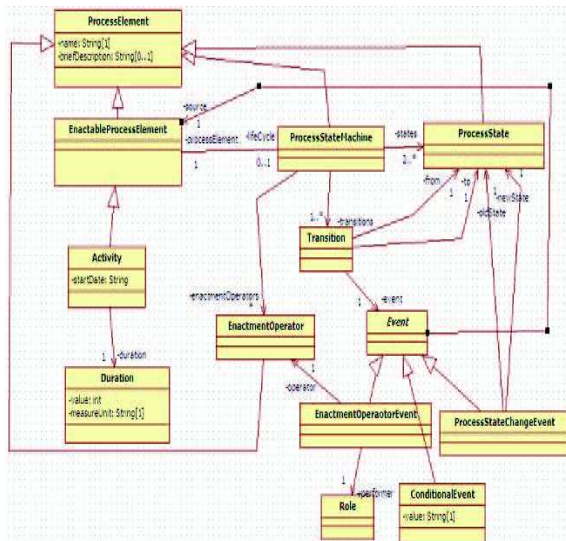 ProcessElement
-name: String[1]
-briefDescription: String[0..1]
-source
1
EnactableProcessElement
-processElement
1
-lifeCycle
0..1
ProcessStateMachine
-states
2..*
ProcessState
-from
1
-to
1
1
-oldState
1
-newState
1..*
-transitions
Transition
Activity
-startDate: String
-enactmentOperators
*
EnactmentOperator
1
-event
Event
1
-duration
Duration
-value: int
-measureUnit: String[1]
1
-operator
EnactmentOperaotorEvent
ProcessStateChangeEvent
1
-performer
Role
ConditionalEvent
-value: String[1]